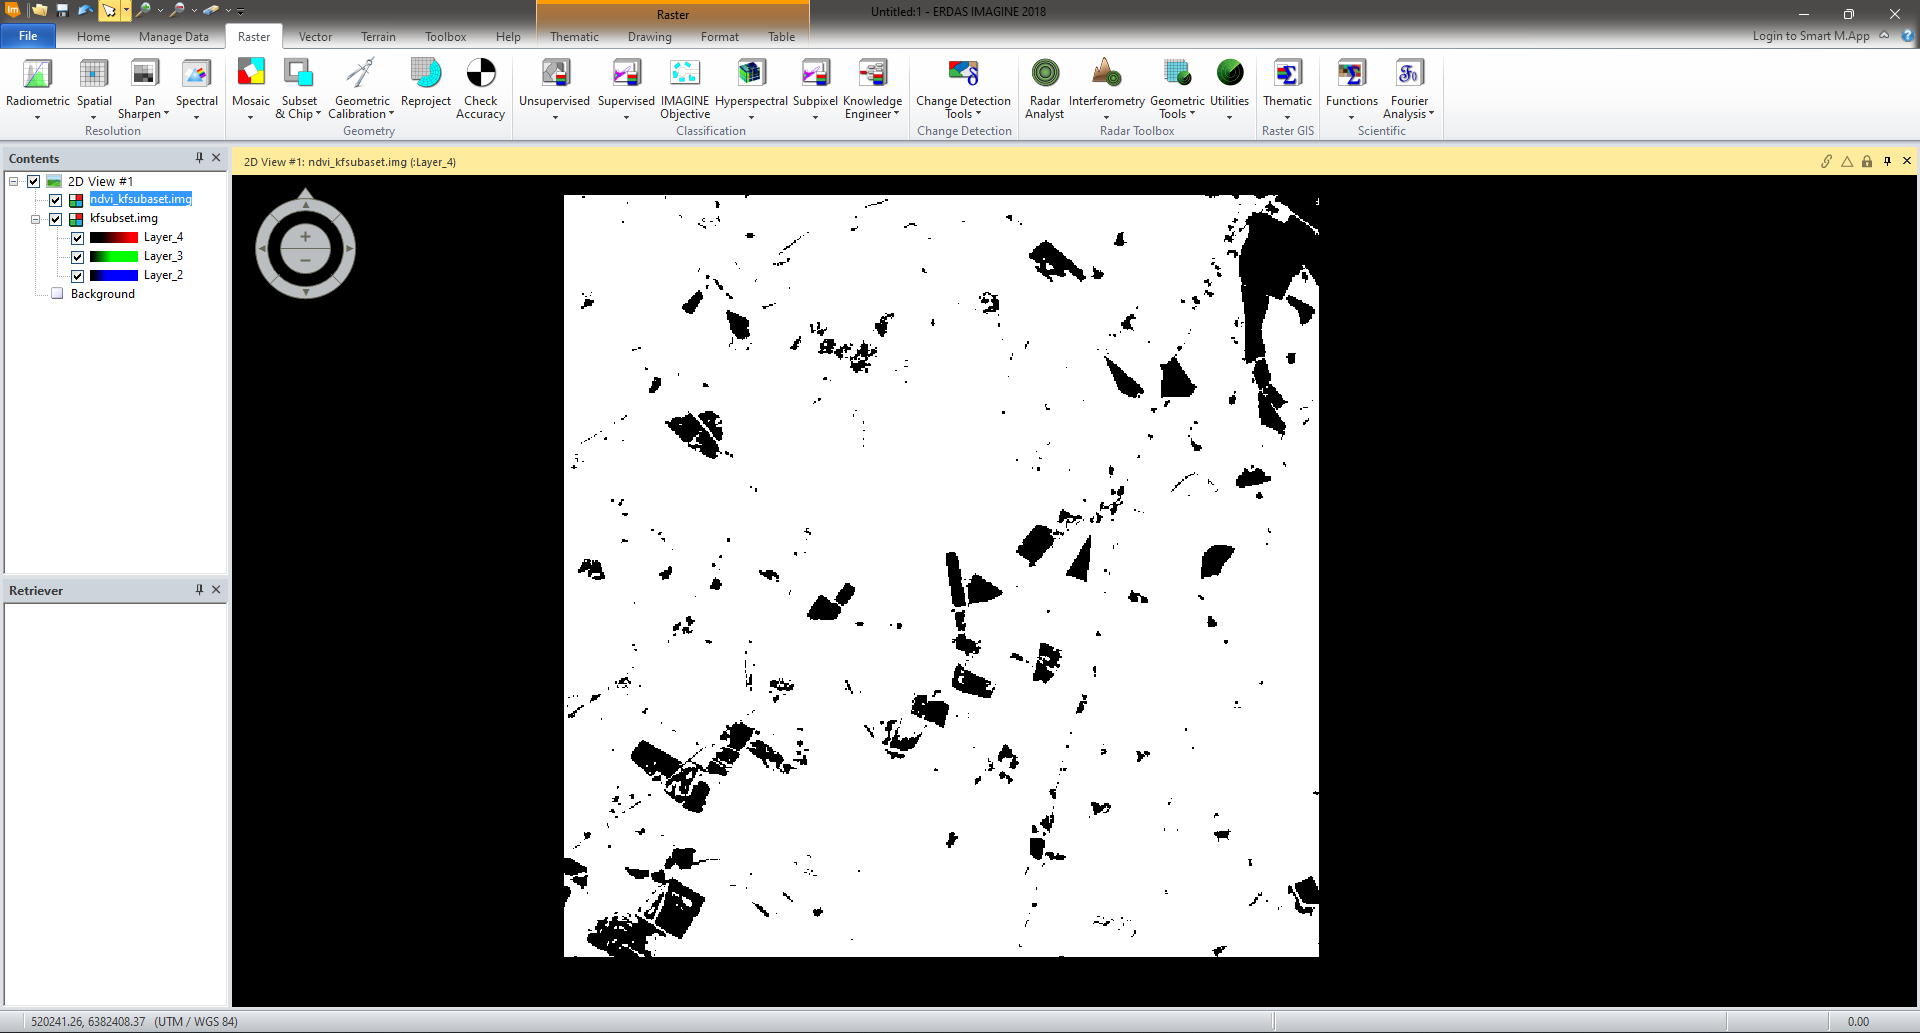 Raster
Untitled:1 - ERDAS IMAGINE 2018
File
Home
Manage Data
Raster
Vector
Terrain
Toolbox
Help
Thematic
Drawing
Format
Table
Login to Smart M.App
Radiometric
Spatial
Pan
Sharpen
Spectral
Resolution
Mosaic
Subset
& Chip
Geometric
Calibration
Reproject
Check
Accuracy
Geometry
Unsupervised
Supervised
IMAGINE
Objective
Hyperspectral
Subpixel
Knowledge
Engineer
Classification
Change Detection
Tools
Change Detection
Radar
Analyst
Interferometry
Geometric
Tools
Utilities
Radar Toolbox
Thematic
Raster GIS
Functions
Fourier
Analysis
Scientific
Contents
2D View #1
ndvi_kfsubaset.img
kfsubset.img
Layer_4
Layer_3
Layer_2
Background
Retriever
2D View #1: ndvi_kfsubaset.img (:Layer_4)
520241.26, 6382408.37 (UTM / WGS 84)
0.00